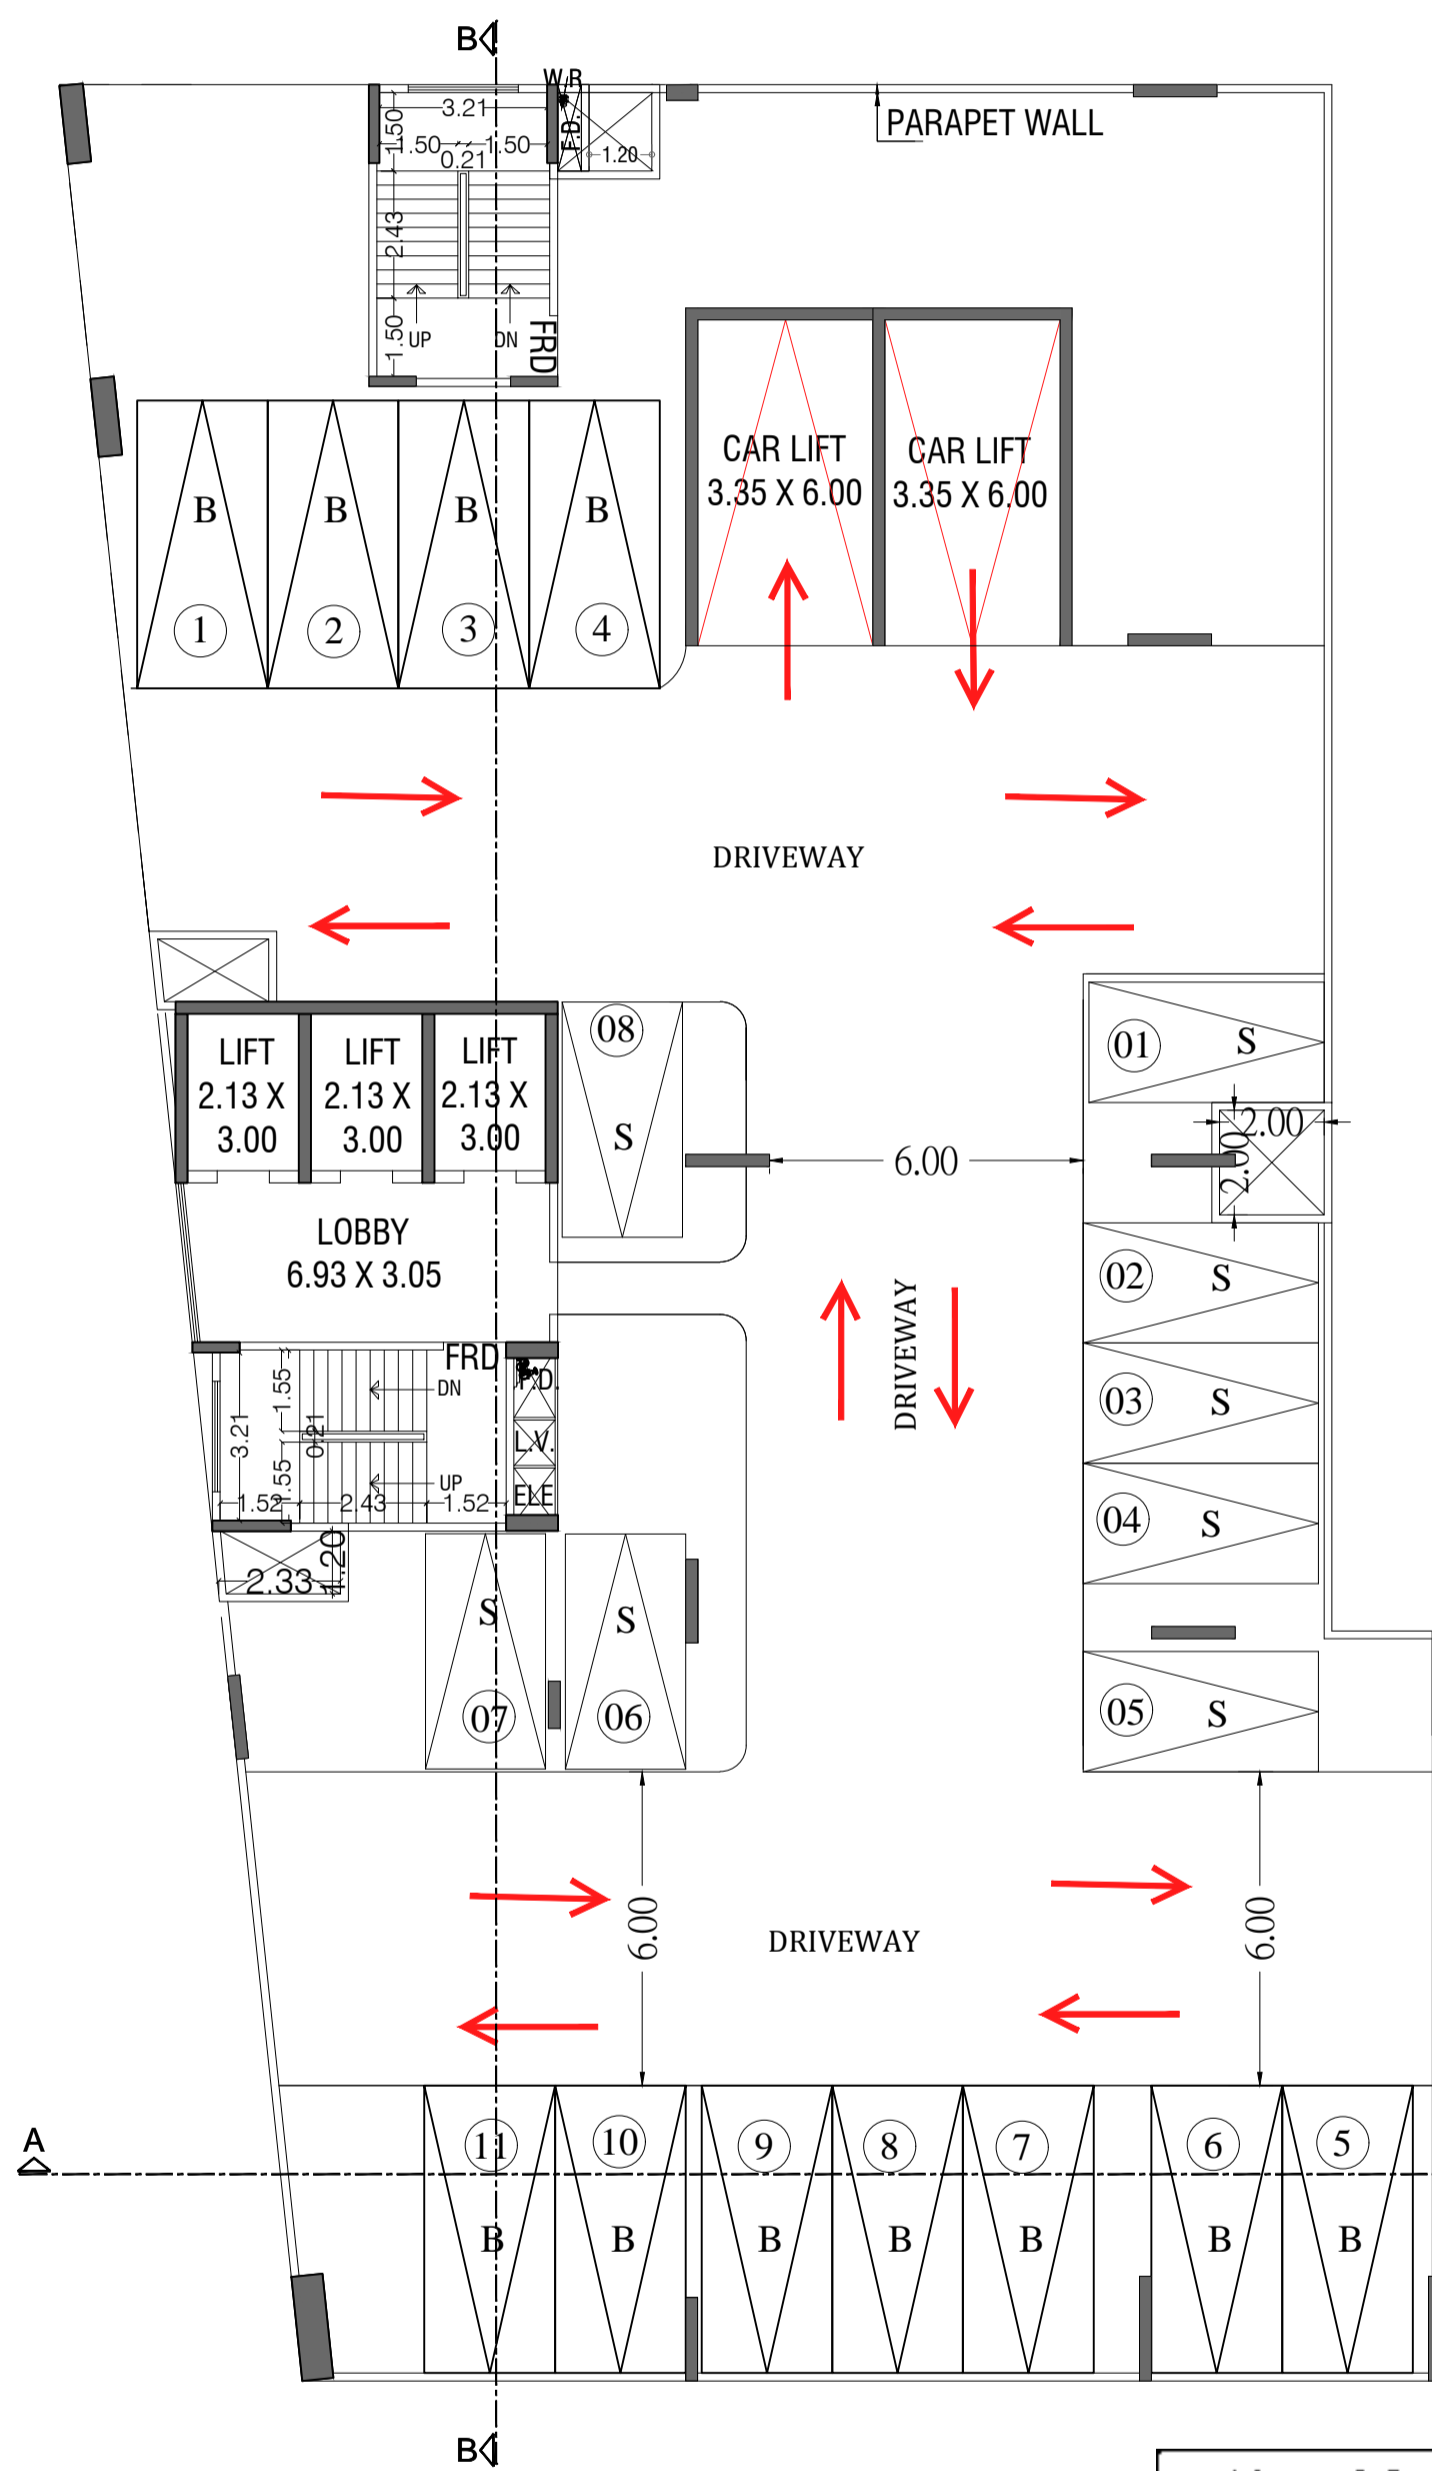 B
W.R
3.21
1.50
1.50
1.50
0.21
F.D.
1.20
PARAPET WALL
2.43
1.50
UP
DN
FRD
CAR LIFT
3.35 X 6.00
CAR LIFT
3.35 X 6.00
B
B
B
B
1
2
3
4
DRIVEWAY
08
S
01
S
LIFT
2.13 X
3.00
LIFT
2.13 X
3.00
LIFT
2.13 X
3.00
2.00
2.00
6.00
LOBBY
6.93 X 3.05
02
S
DRIVEWAY
03
S
FRD
F.D.
DN
1.55
3.21
0.21
L.V.
1.55
UP
ELE
1.52
2.43
1.52
04
S
2.33
1.20
S
S
07
06
05
S
6.00
6.00
DRIVEWAY
A
11
10
9
8
7
6
5
B
B
B
B
B
B
B
B